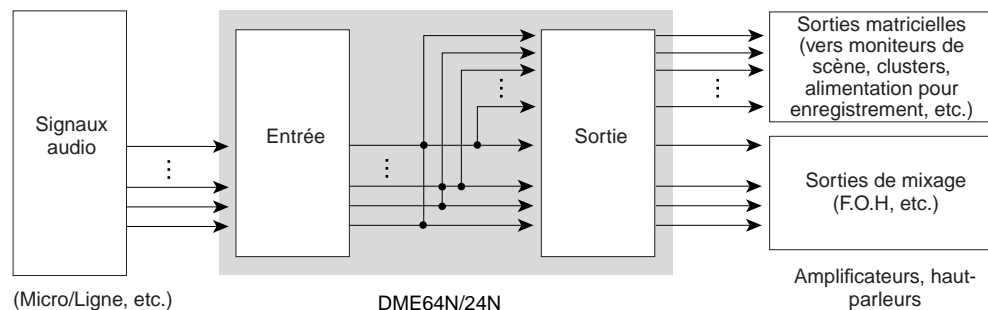 Signaux
audio
(Micro/Ligne, etc.)
Entrée
Sortie
DME64N/24N
Sorties matricielles
(vers moniteurs de
scène, clusters,
alimentation pour
enregistrement, etc.)
Sorties de mixage
(F.O.H, etc.)
Amplificateurs, haut-
parleurs